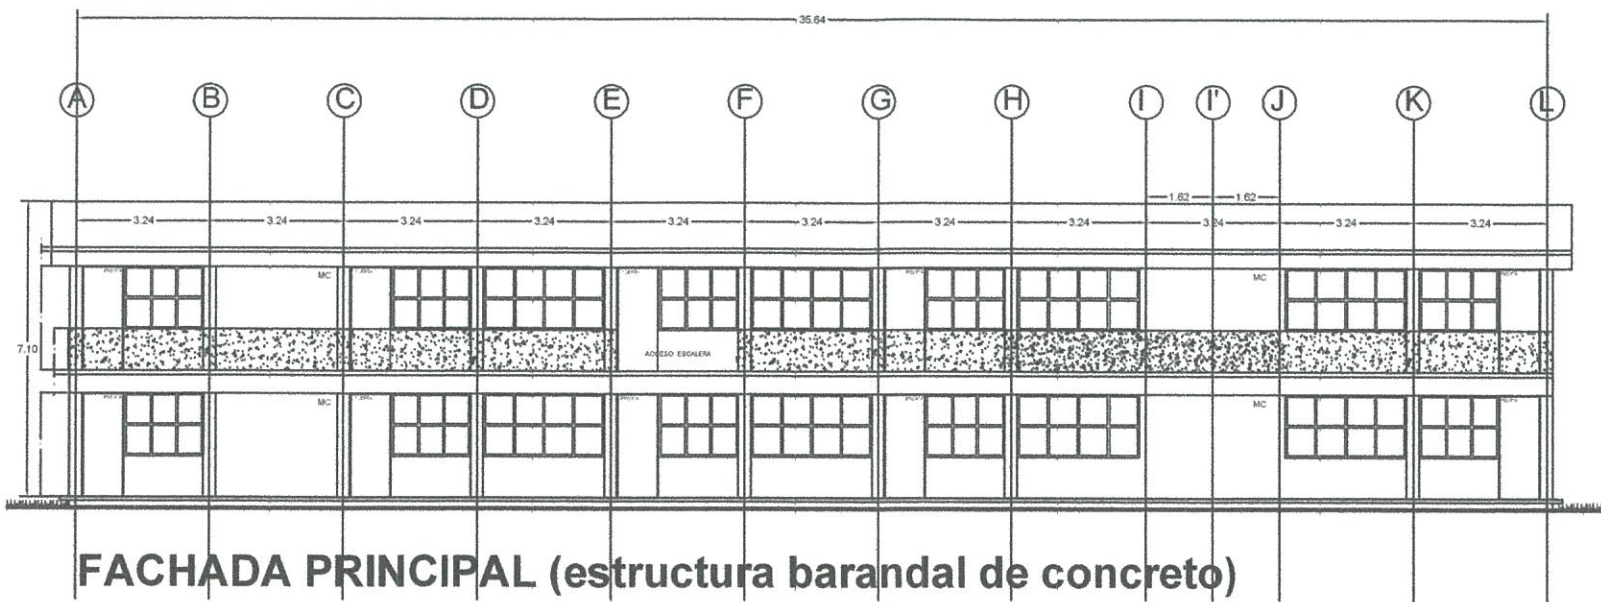 35.64
A B C D E F G H I I' J K L
1.62 1.62
3.24 3.24 3.24 3.24 3.24 3.24 3.24 3.24 3.24 3.24 3.24
MC MC
7.10
ACCESO ESCALERA
MC MC
FACHADA PRINCIPAL (estructura barandal de concreto)